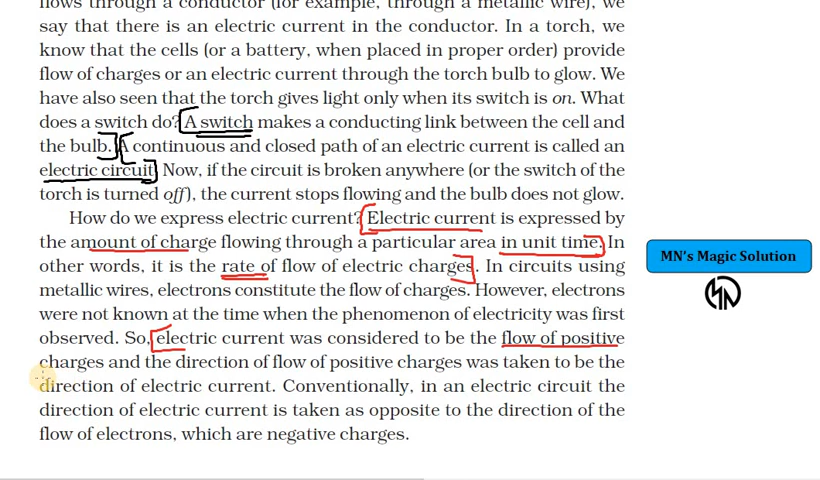 flows through a conductor (for example, through a metallic wire), we
say that there is an electric current in the conductor. In a torch, we
know that the cells (or a battery, when placed in proper order) provide
flow of charges or an electric current through the torch bulb to glow. We
have also seen that the torch gives light only when its switch is on. What
does a switch do? A switch makes a conducting link between the cell and
the bulb. A continuous and closed path of an electric current is called an
electric circuit. Now, if the circuit is broken anywhere (or the switch of the
torch is turned off), the current stops flowing and the bulb does not glow.
How do we express electric current? Electric current is expressed by
the amount of charge flowing through a particular area in unit time. In
other words, it is the rate of flow of electric charges. In circuits using
metallic wires, electrons constitute the flow of charges. However, electrons
were not known at the time when the phenomenon of electricity was first
observed. So, electric current was considered to be the flow of positive
charges and the direction of flow of positive charges was taken to be the
direction of electric current. Conventionally, in an electric circuit the
direction of electric current is taken as opposite to the direction of the
flow of electrons, which are negative charges.
MN's Magic Solution